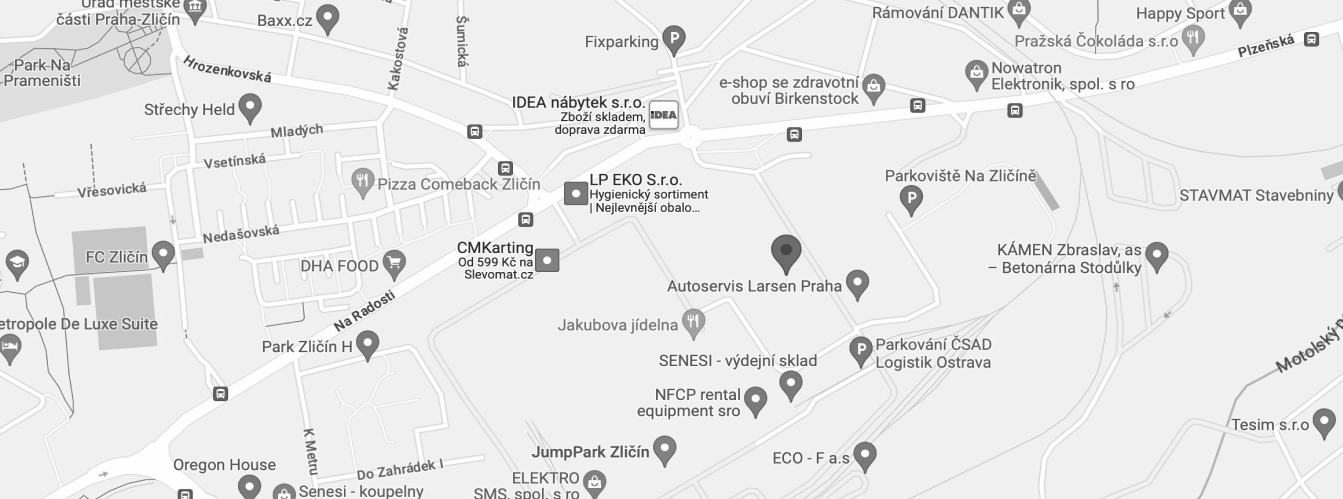 Úřad městské
části Praha-Zličín
Baxx.cz
Fixparking
Rámování DANTIK
Happy Sport
Pražská Čokoláda s.r.o
Plzeňská
Šumická
Kakostová
Park Na
Prameništi
Hrozenkovská
Nowatron
Elektronik, spol. s ro
e-shop se zdravotní
obuví Birkenstock
IDEA nábytek s.r.o.
Zboží skladem,
doprava zdarma
IDEA
Střechy Held
Mladých
Vsetínská
Vřesovická
Pizza Comeback Zličín
LP EKO S.r.o.
Hygienický sortiment
| Nejlevnější obalo...
Parkoviště Na Zličíně
STAVMAT Stavebniny
Nedašovská
FC Zličín
DHA FOOD
CMKarting
Od 599 Kč na
Slevomat.cz
KÁMEN Zbraslav, as
– Betonárna Stodůlky
Autoservis Larsen Praha
Na Radosti
Jakubova jídelna
etropole De Luxe Suite
Park Zličín H
SENESI - výdejní sklad
Parkování ČSAD
Logistik Ostrava
Motolský p
NFCP rental
equipment sro
Tesim s.r.o
K Metru
JumpPark Zličín
ECO - F a.s
Oregon House
Do Zahrádek I
Senesi - koupelny
ELEKTRO
SMS, spol. s ro